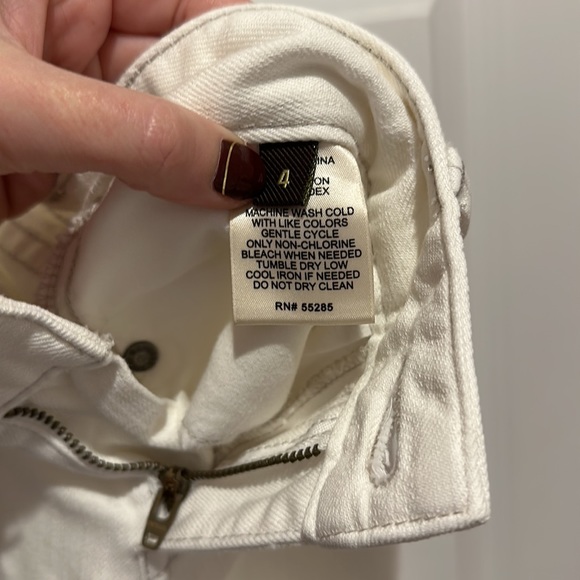 4
MACHINE WASH COLD
WITH LIKE COLORS
GENTLE CYCLE
ONLY NON-CHLORINE
BLEACH WHEN NEEDED
TUMBLE DRY LOW
COOL IRON IF NEEDED
DO NOT DRY CLEAN
RN# 55285